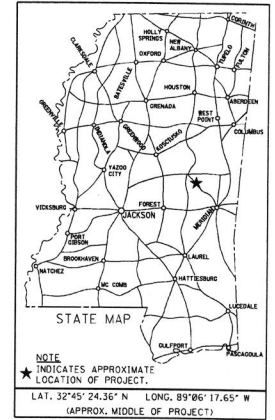 CORINTH
HOLLY
SPRINGS
NEW
ALBANY
CLARKSDALE
OXFORD
TUPELO
FULTON
BATESVILLE
HOUSTON
ABERDEEN
GRENADA
GREENVILLE
WEST
POINT
INDIANOLA
GREENWOOD
COLUMBUS
KOSCIUSKO
YAZOO
CITY
VICKSBURG
FOREST
MERIDIAN
JACKSON
PORT
GIBSON
BROOKHAVEN
LAUREL
NATCHEZ
MC COMB
HATTIESBURG
LUCEDALE
STATE MAP
GULFPORT
PASCAGOULA
NOTE
INDICATES APPROXIMATE
LOCATION OF PROJECT.
LAT. 32°45' 24.36" N LONG. 89°06' 17.65" W
(APPROX. MIDDLE OF PROJECT)